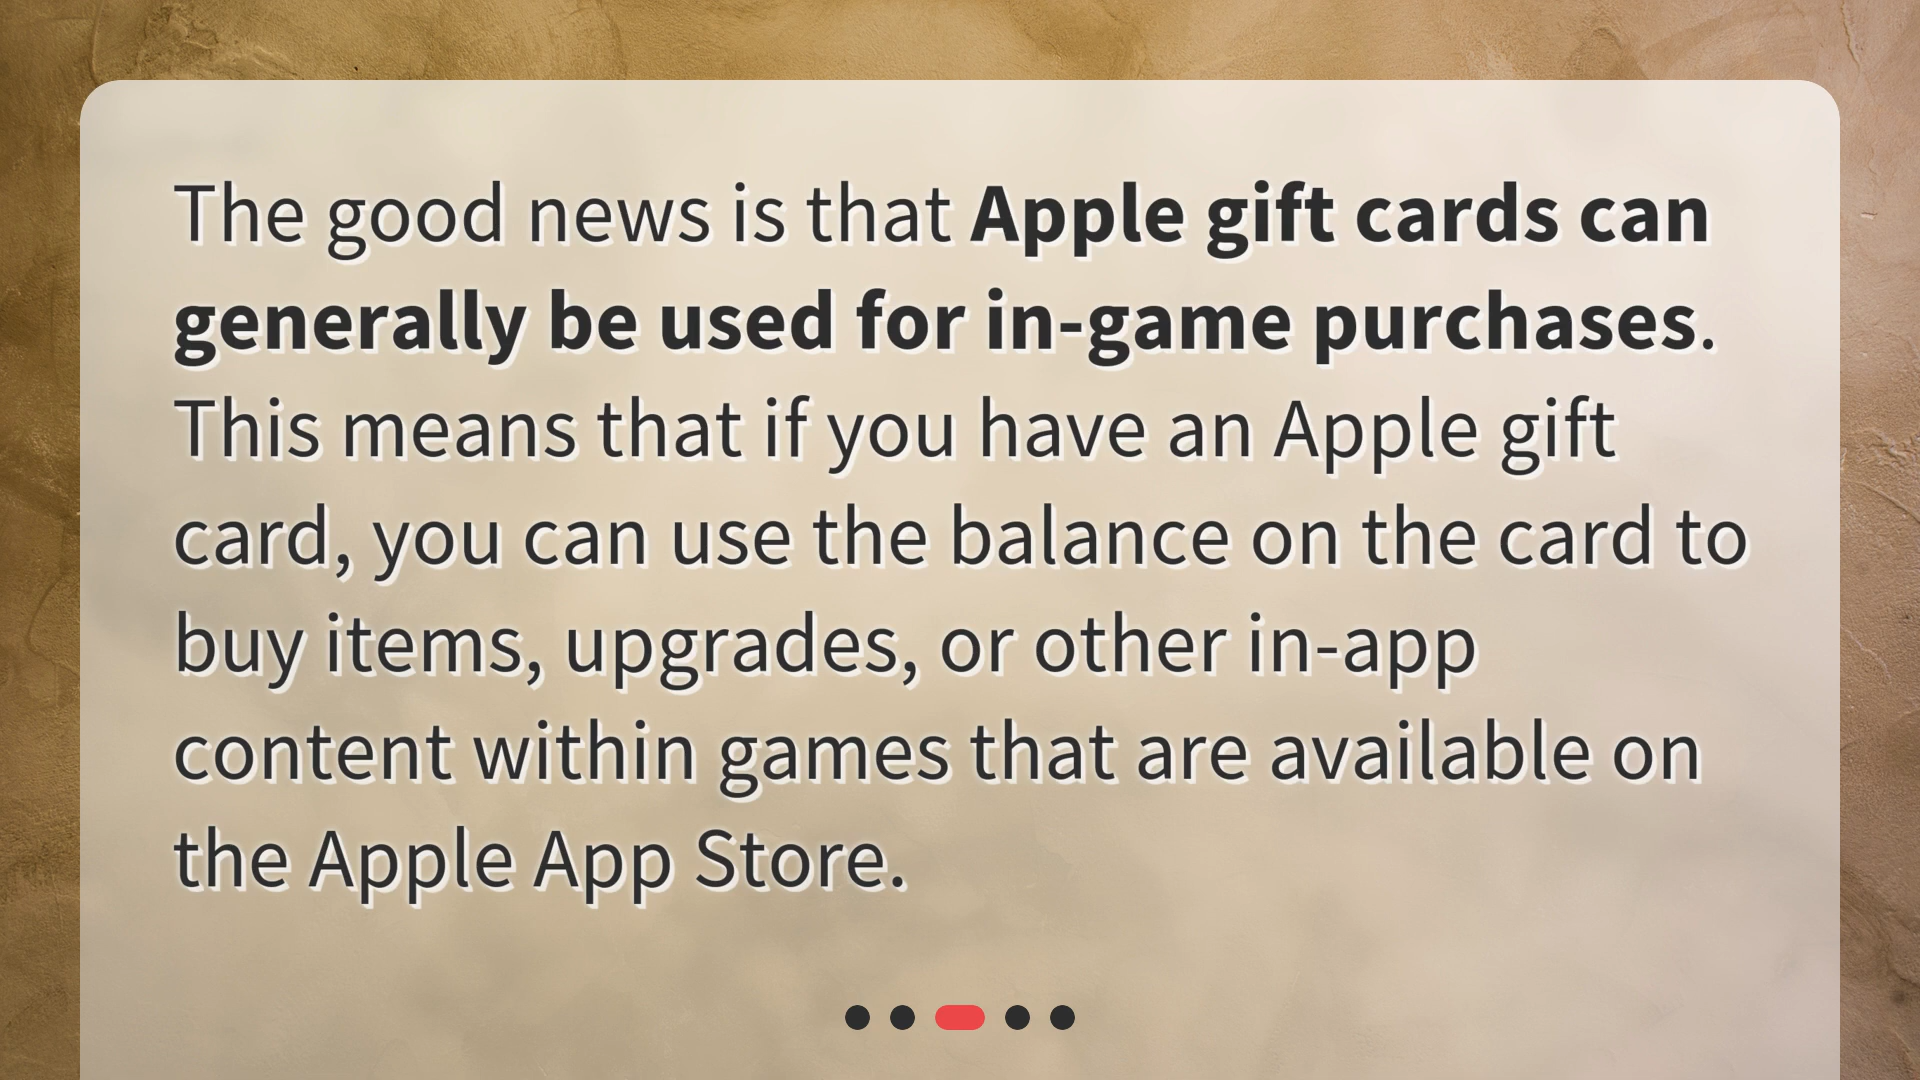 The good news is that Apple gift cards can
generally be used for in-game purchases.
This means that if you have an Apple gift
card, you can use the balance on the card to
buy items, upgrades, or other in-app
content within games that are available on
the Apple App Store.